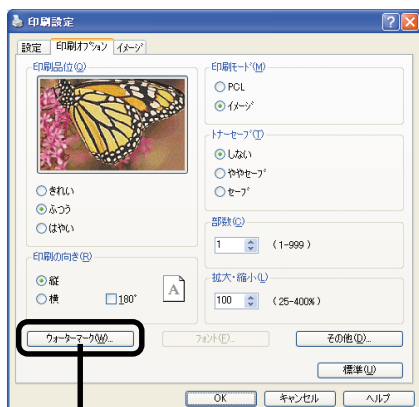 印刷設定
設定 印刷オプション イメージ
印刷品位(Q)
きれい
ふつう
はやい
印刷の向き(R)
縦
横 180°
A
印刷モード(M)
PCL
イメージ
トナーセーブ(T)
しない
ややセーブ
セーブ
部数(C)
1 (1-999)
拡大・縮小(L)
100 (25-400%)
ウォーターマーク(W)... フォント(F)... その他(D)...
標準(U)
OK キャンセル ヘルプ